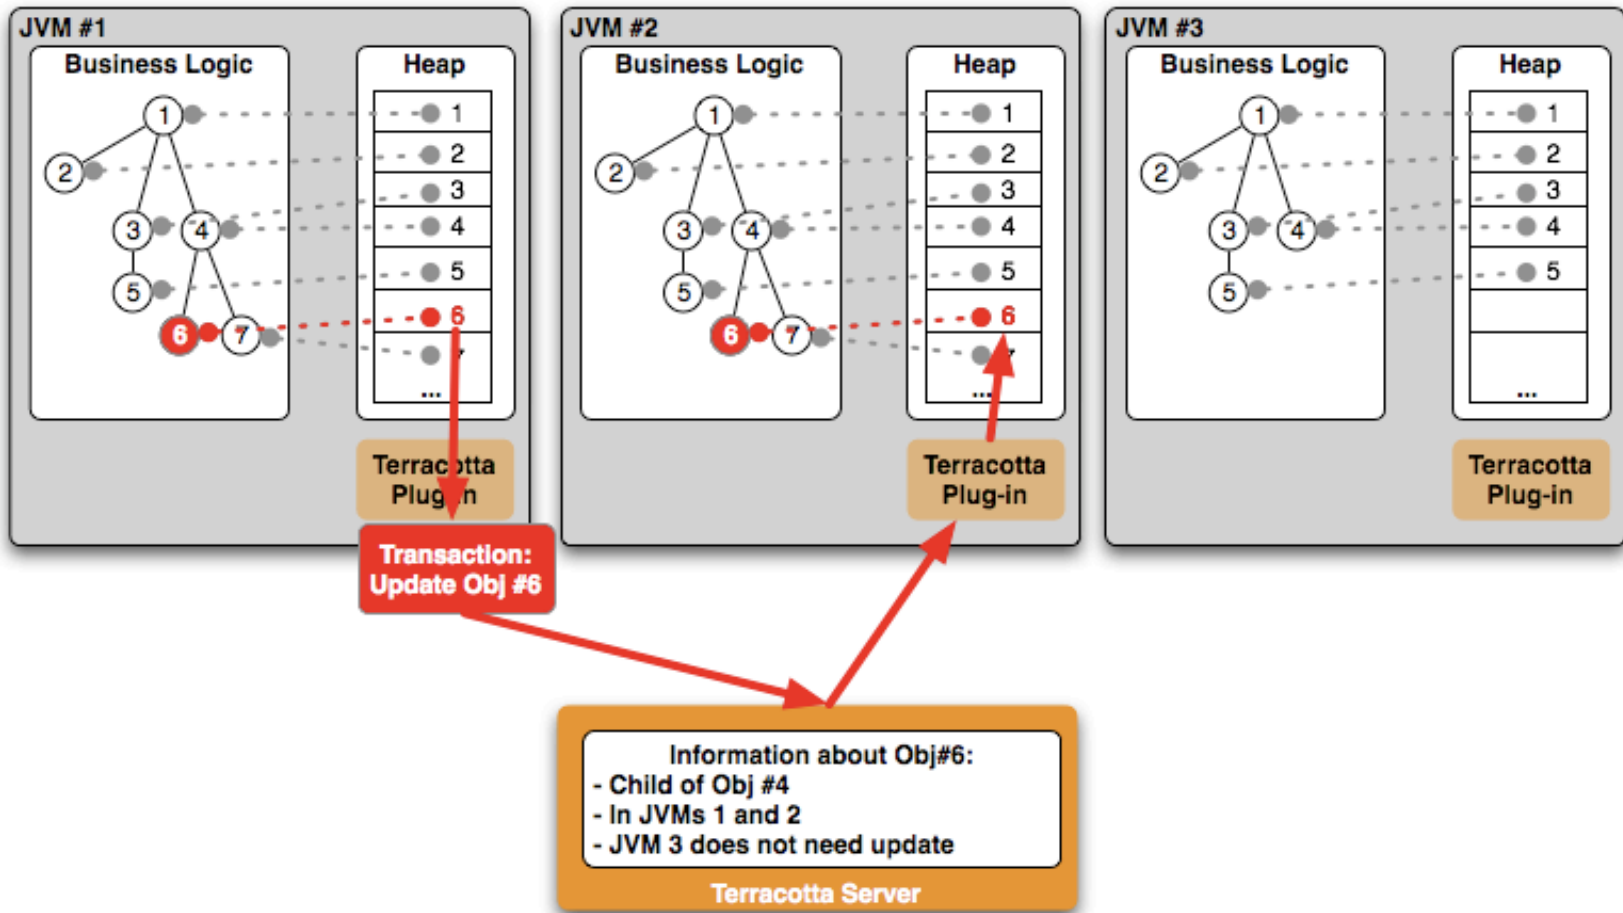 JVM #1
Business Logic
Heap
1
2
3
4
5
6
7
1
2
3
4
5
6
...
Terracotta
Plug-in
Transaction:
Update Obj #6
JVM #2
Business Logic
Heap
1
2
3
4
5
6
7
1
2
3
4
5
6
7
...
Terracotta
Plug-in
JVM #3
Business Logic
Heap
1
2
3
4
5
1
2
3
4
5
...
Terracotta
Plug-in
Information about Obj#6:
- Child of Obj #4
- In JVMs 1 and 2
- JVM 3 does not need update
Terracotta Server